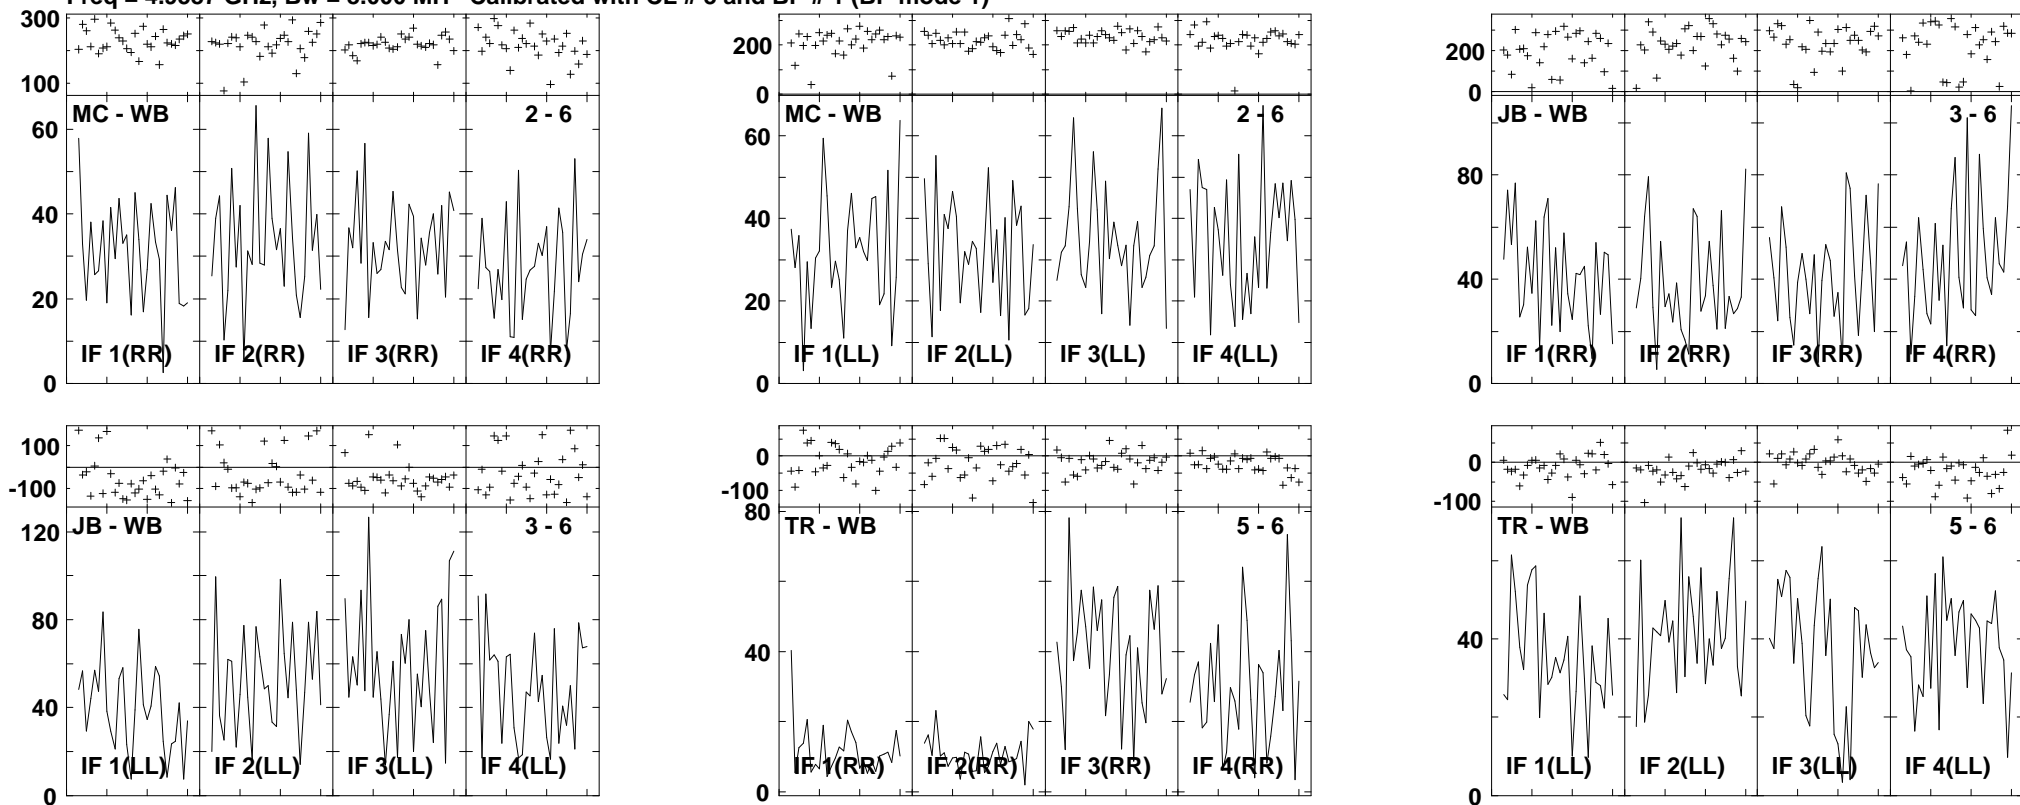 300
100
MC - WB
2 - 6
60
40
20
0
IF 1(RR)
IF 2(RR)
IF 3(RR)
IF 4(RR)
200
0
MC - WB
2 - 6
60
40
20
0
IF 1(LL)
IF 2(LL)
IF 3(LL)
IF 4(LL)
200
0
JB - WB
3 - 6
80
40
0
IF 1(RR)
IF 2(RR)
IF 3(RR)
IF 4(RR)
100
-100
JB - WB
3 - 6
120
80
40
0
IF 1(LL)
IF 2(LL)
IF 3(LL)
IF 4(LL)
0
-100
80
TR - WB
5 - 6
40
0
IF 1(RR)
IF 2(RR)
IF 3(RR)
IF 4(RR)
0
-100
TR - WB
5 - 6
40
0
IF 1(LL)
IF 2(LL)
IF 3(LL)
IF 4(LL)